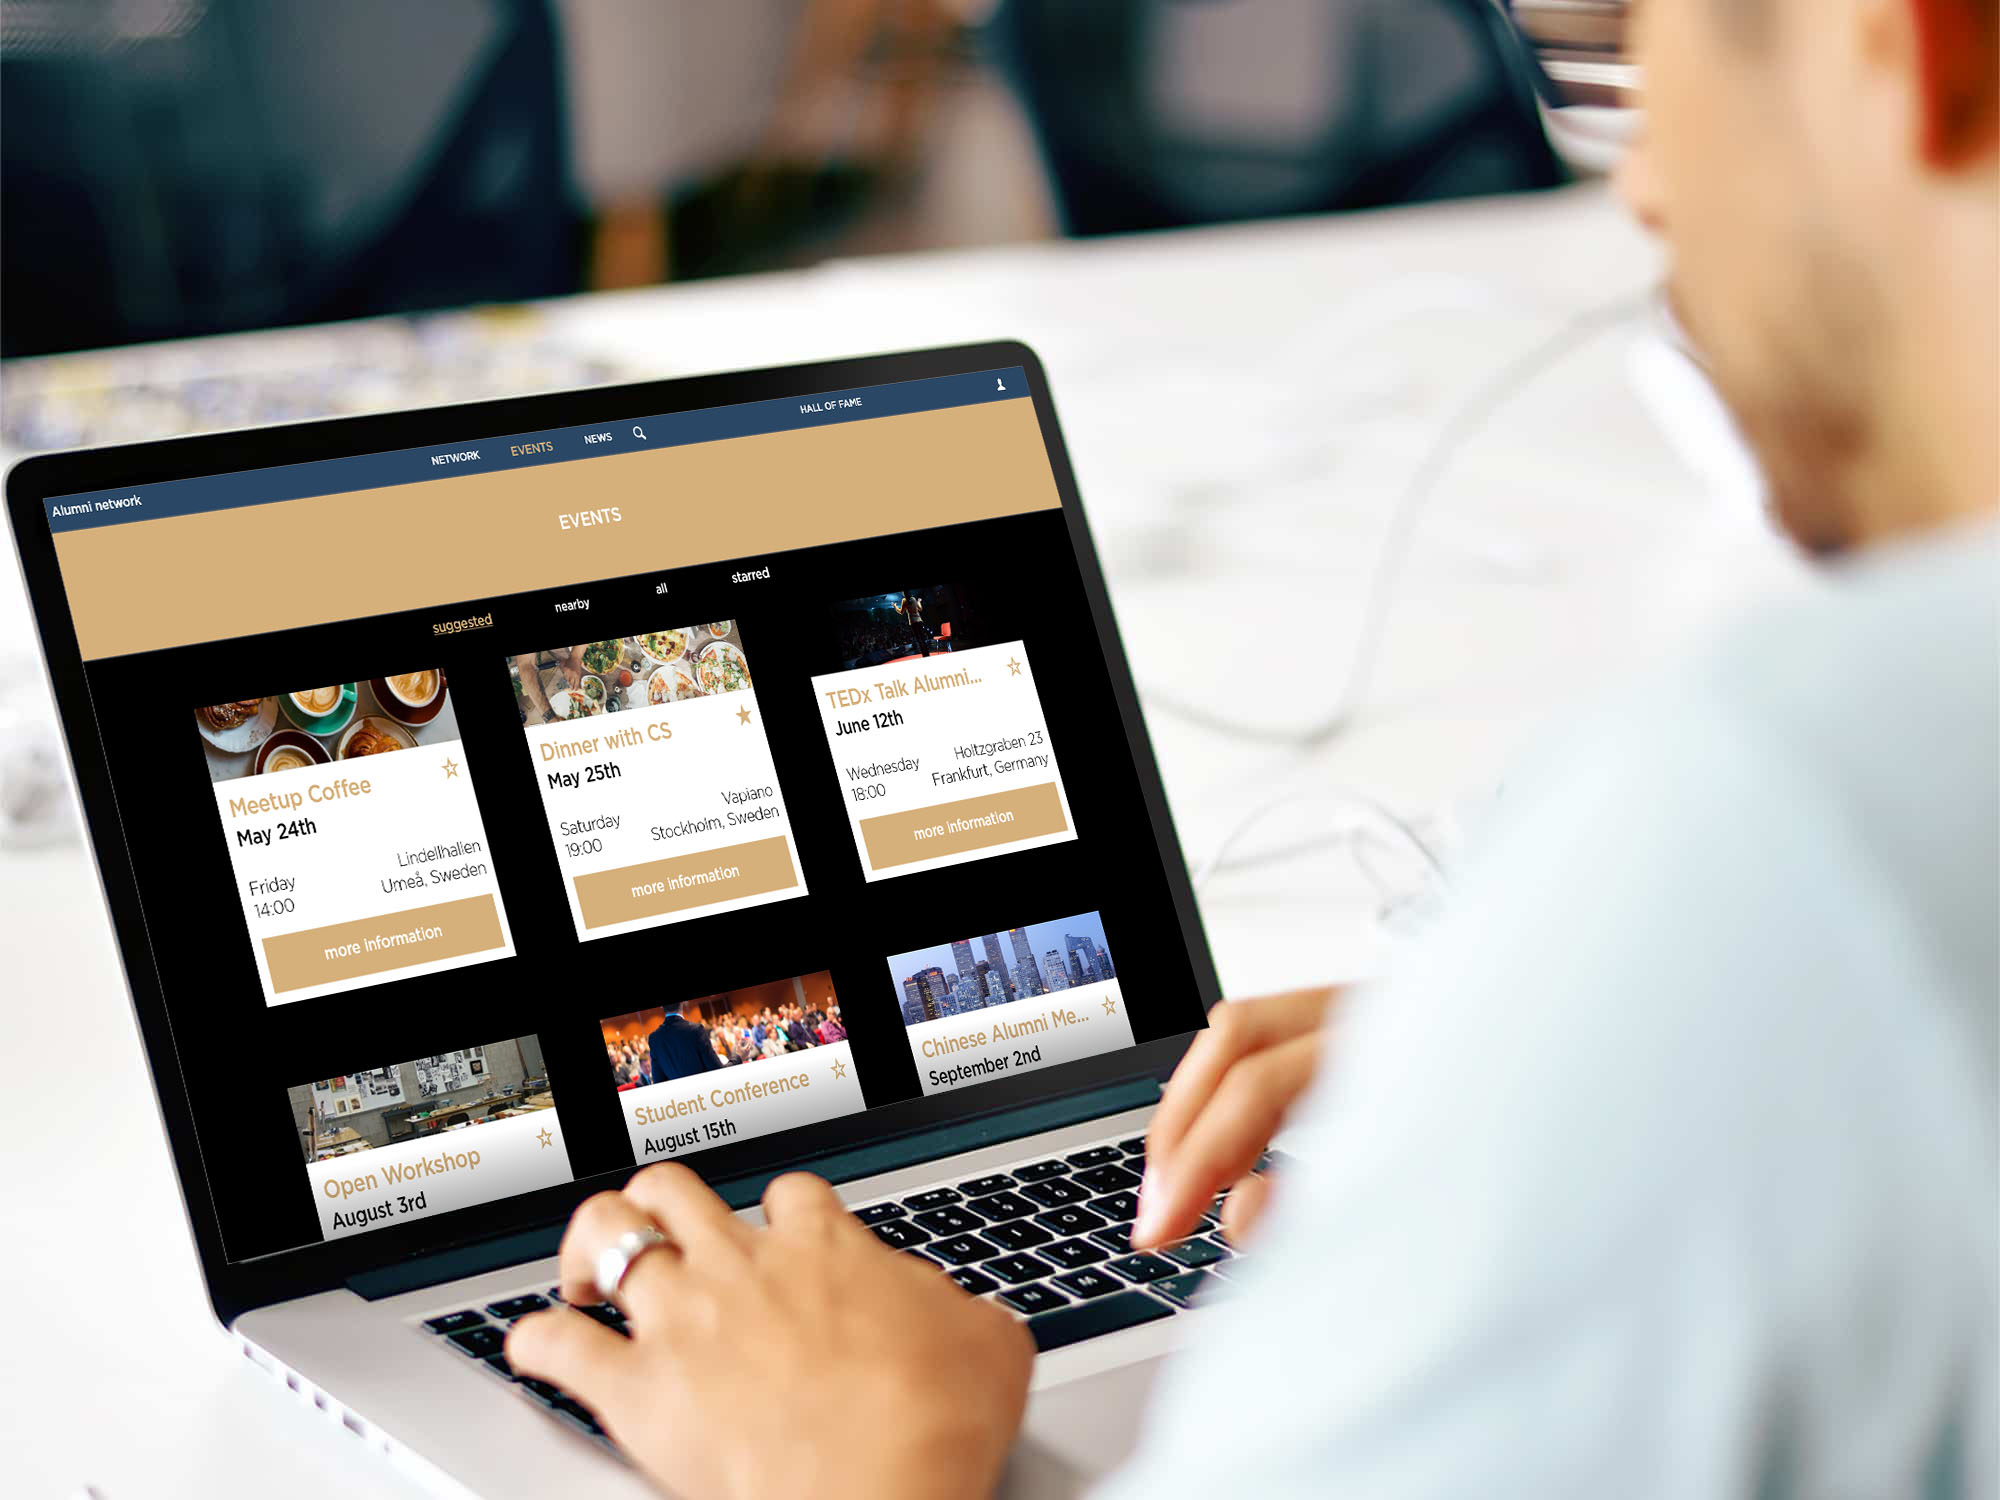 Alumni network
NETWORK
EVENTS
NEWS
HALL OF FAME
EVENTS
suggested
nearby
all
starred
Meetup Coffee
May 24th
Friday
14:00
Lindellhallen
Umeå, Sweden
more information
Dinner with CS
May 25th
Saturday
19:00
Vapiano
Stockholm, Sweden
more information
TEDx Talk Alumni...
June 12th
Wednesday
18:00
Holtzgraben 23
Frankfurt, Germany
more information
Open Workshop
August 3rd
Student Conference
August 15th
Chinese Alumni Me...
September 2nd